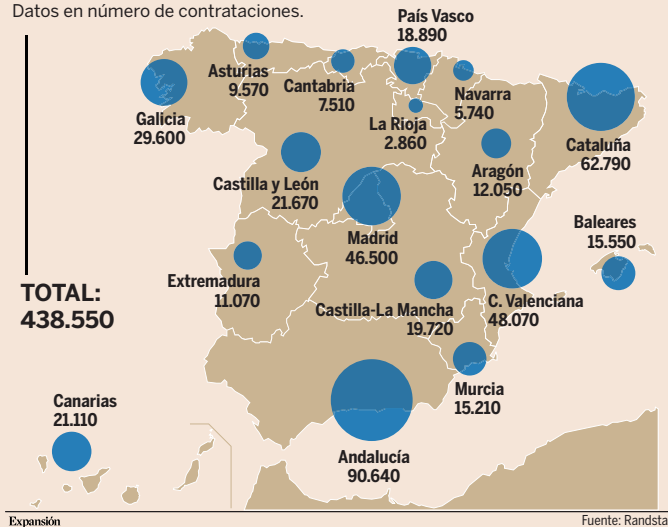 Datos en número de contrataciones.
País Vasco
18.890
Asturias
9.570
Cantabria
7.510
Navarra
5.740
Galicia
29.600
La Rioja
2.860
Cataluña
62.790
Aragón
12.050
Castilla y León
21.670
Madrid
46.500
Baleares
15.550
Extremadura
11.070
Castilla-La Mancha
19.720
C. Valenciana
48.070
TOTAL:
438.550
Murcia
15.210
Canarias
21.110
Andalucía
90.640
Expansión
Fuente: Randsta